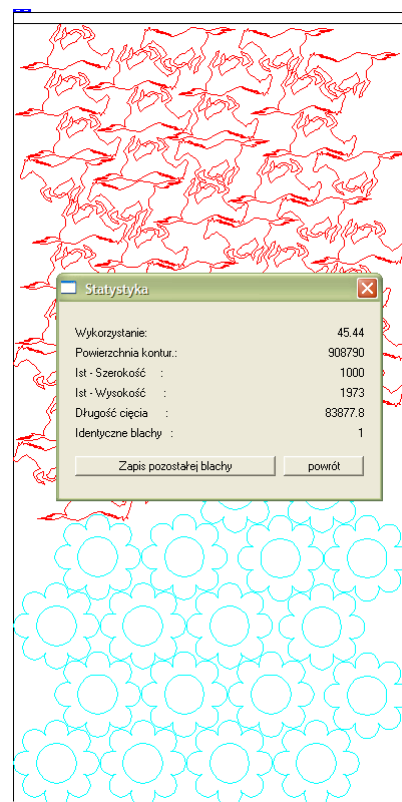 Statystyka
Wykorzystanie: 45.44
Powierzchnia kontur.: 908790
Ist - Szerokość : 1000
Ist - Wysokość : 1973
Długość cięcia : 83877.8
Identyczne blachy : 1
Zapis pozostałej blachy powrót